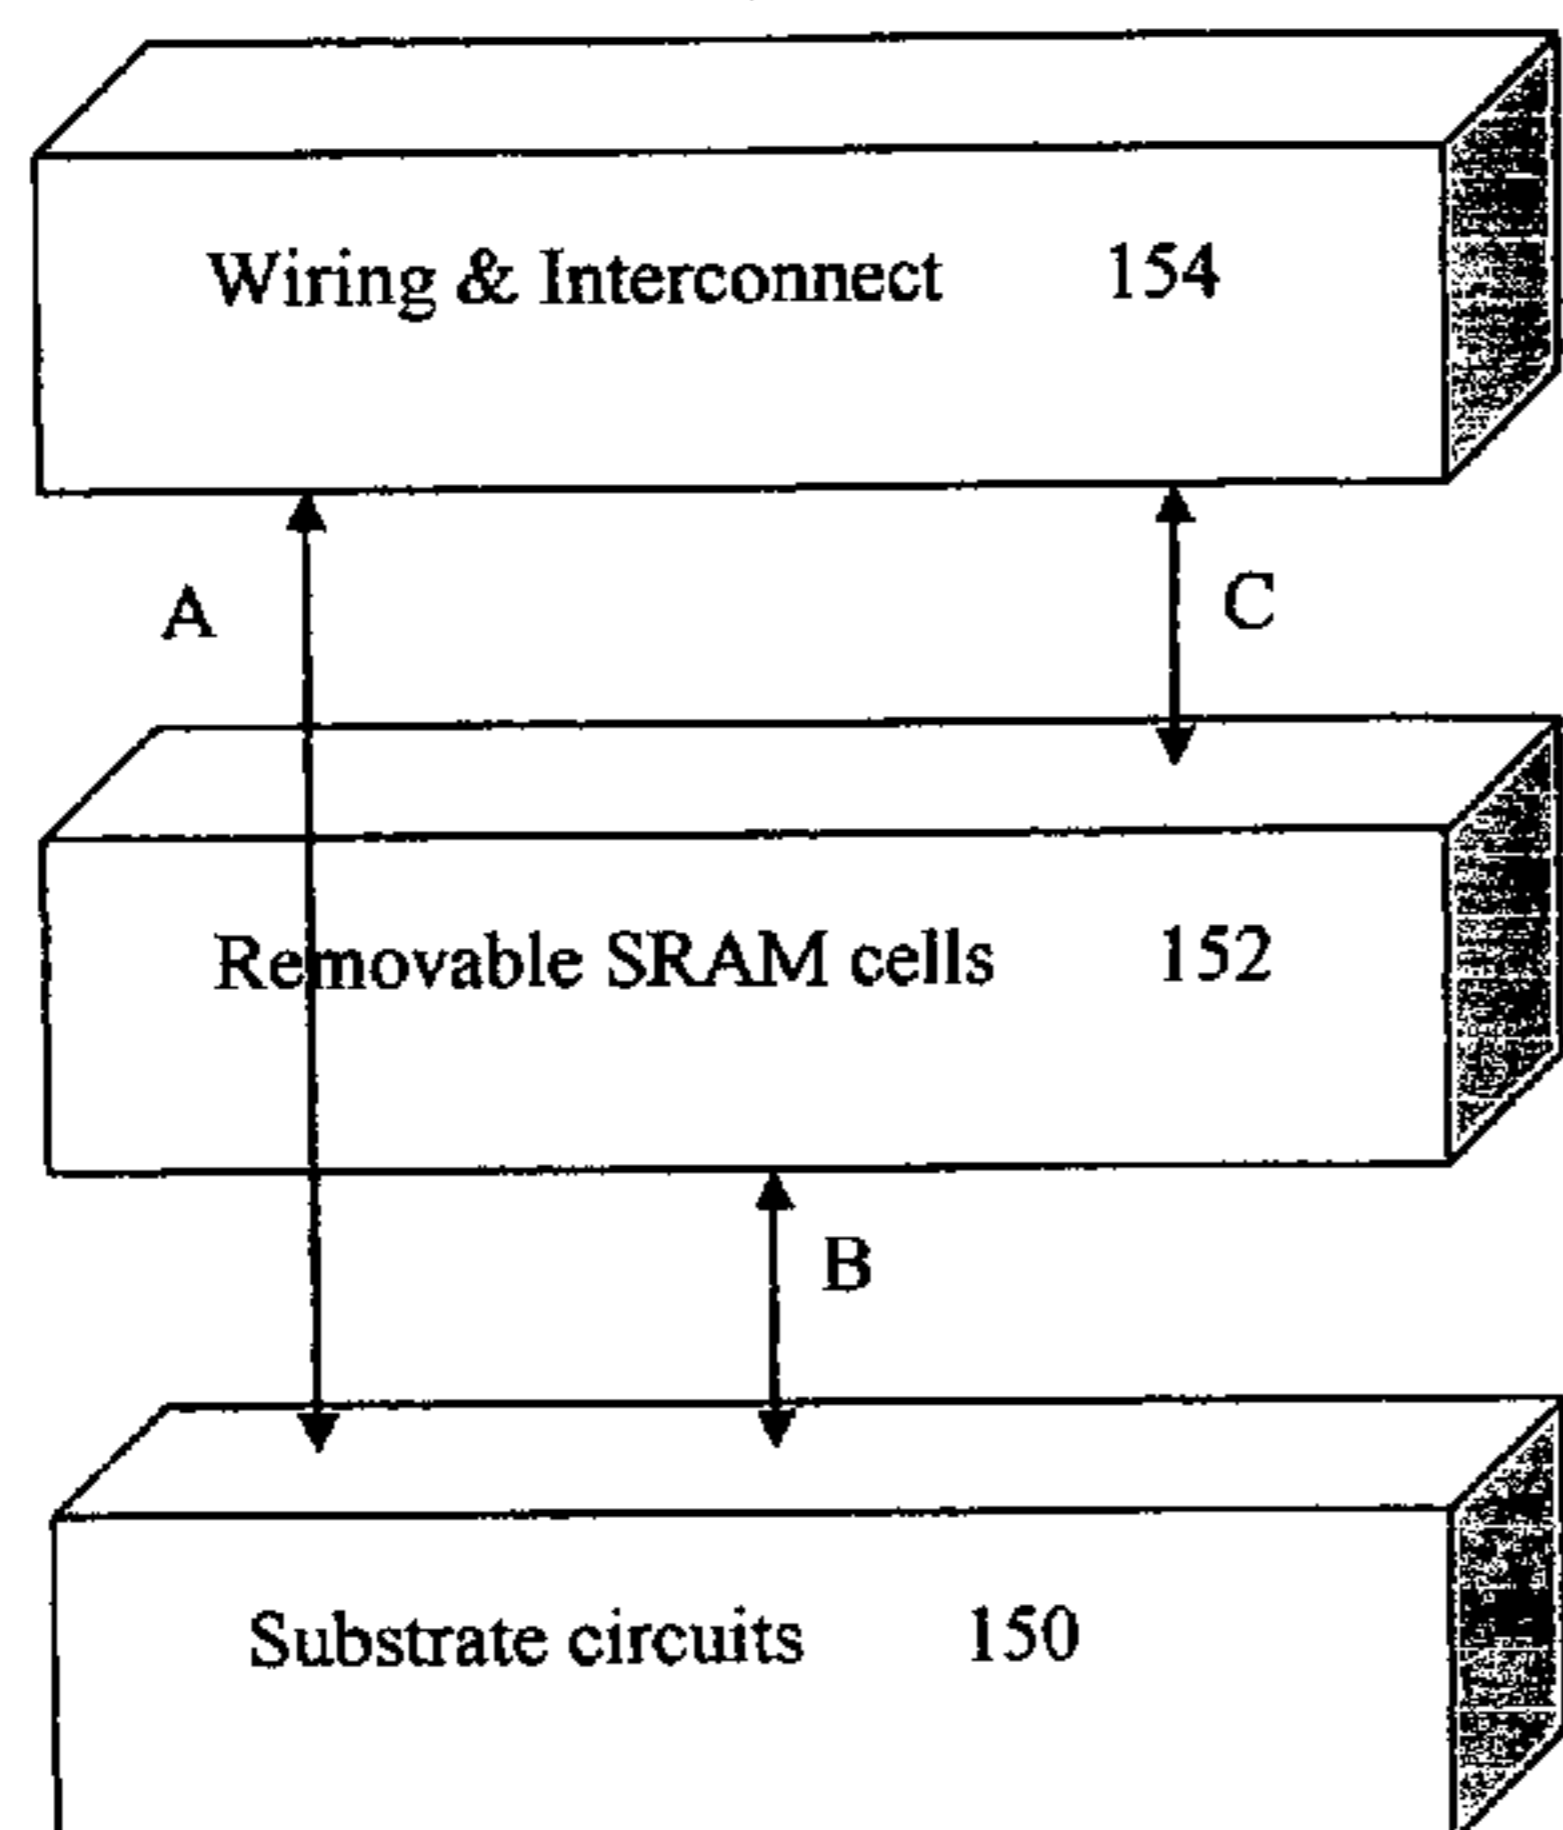 Wiring & Interconnect 154
A
C
Removable SRAM cells 152
B
Substrate circuits 150